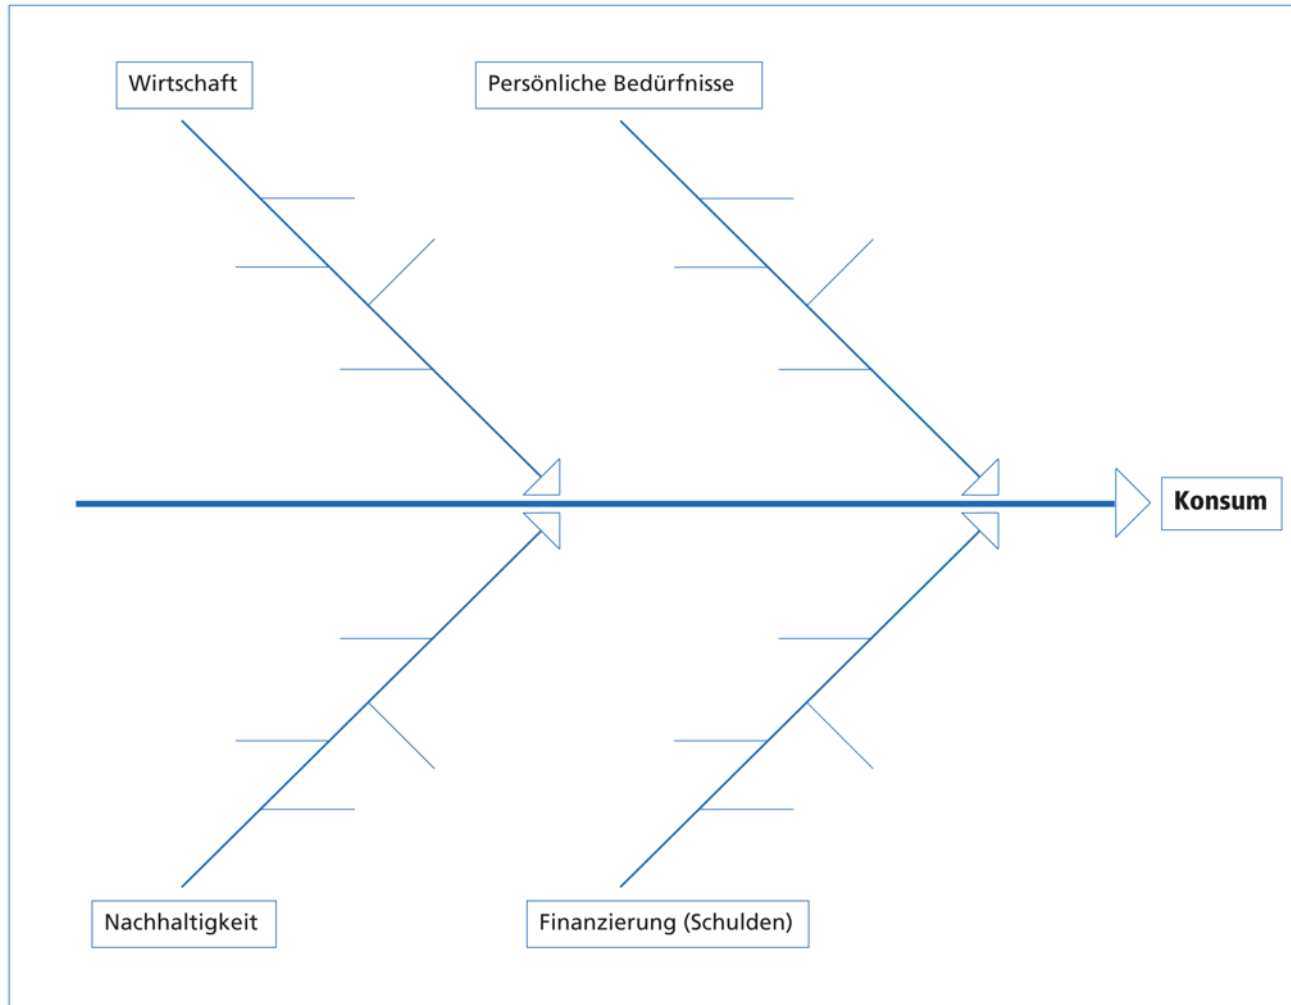 Wirtschaft
Persönliche Bedürfnisse
Konsum
Nachhaltigkeit
Finanzierung (Schulden)